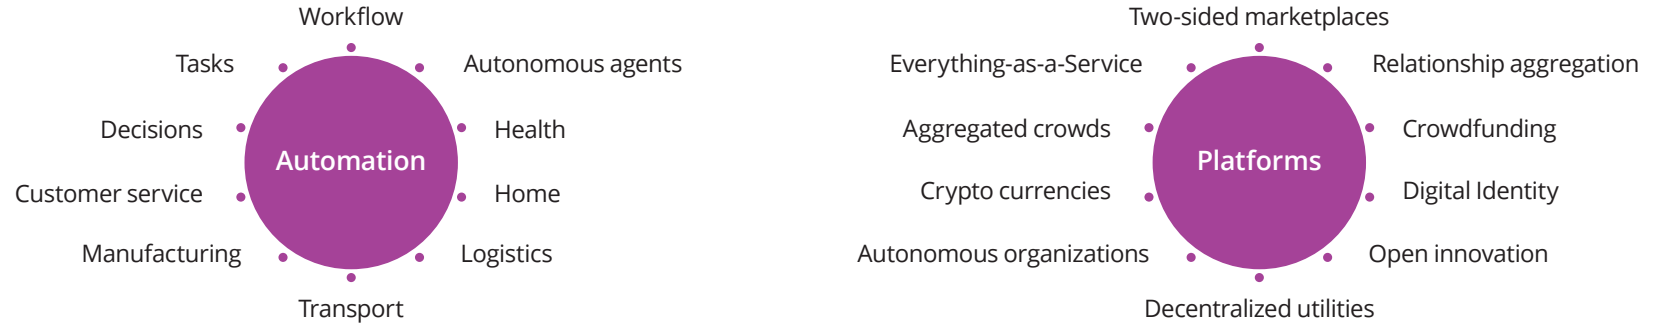 Workflow
Tasks
Autonomous agents
Decisions
Health
Automation
Customer service
Home
Manufacturing
Logistics
Transport
Two-sided marketplaces
Everything-as-a-Service
Relationship aggregation
Aggregated crowds
Crowdfunding
Platforms
Crypto currencies
Digital Identity
Autonomous organizations
Open innovation
Decentralized utilities